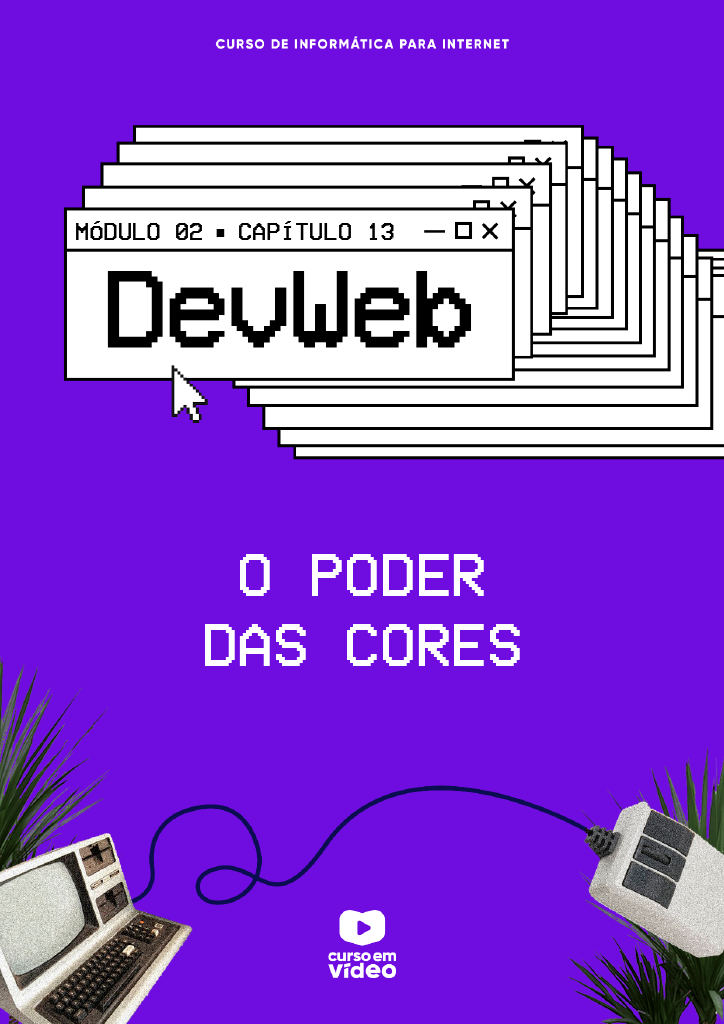 CURSO DE INFORMÁTICA PARA INTERNET
MóDULO 02 ▪ CAPÍTULO 13
DevWeb
O PODER
DAS CORES
curso em
vídeo